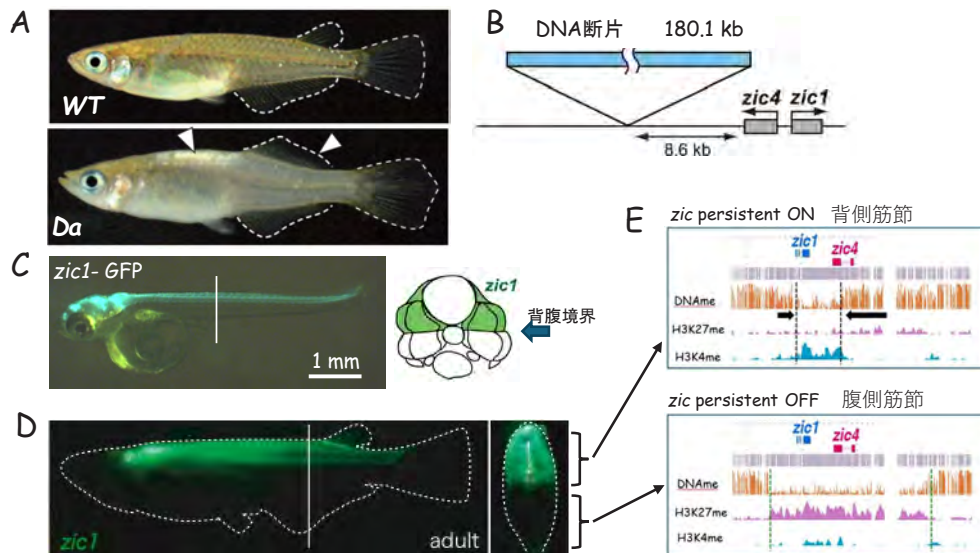 A
WT
Da
B
DNA断片 180.1 kb
zic4 zic1
8.6 kb
C
zic1- GFP
1 mm
zic1
背腹境界
D
zic1
adult
E
zic persistent ON 背側筋節
zic1
zic4
DNAme
H3K27me
H3K4me
zic persistent OFF 腹側筋節
zic1
zic4
DNAme
H3K27me
H3K4me